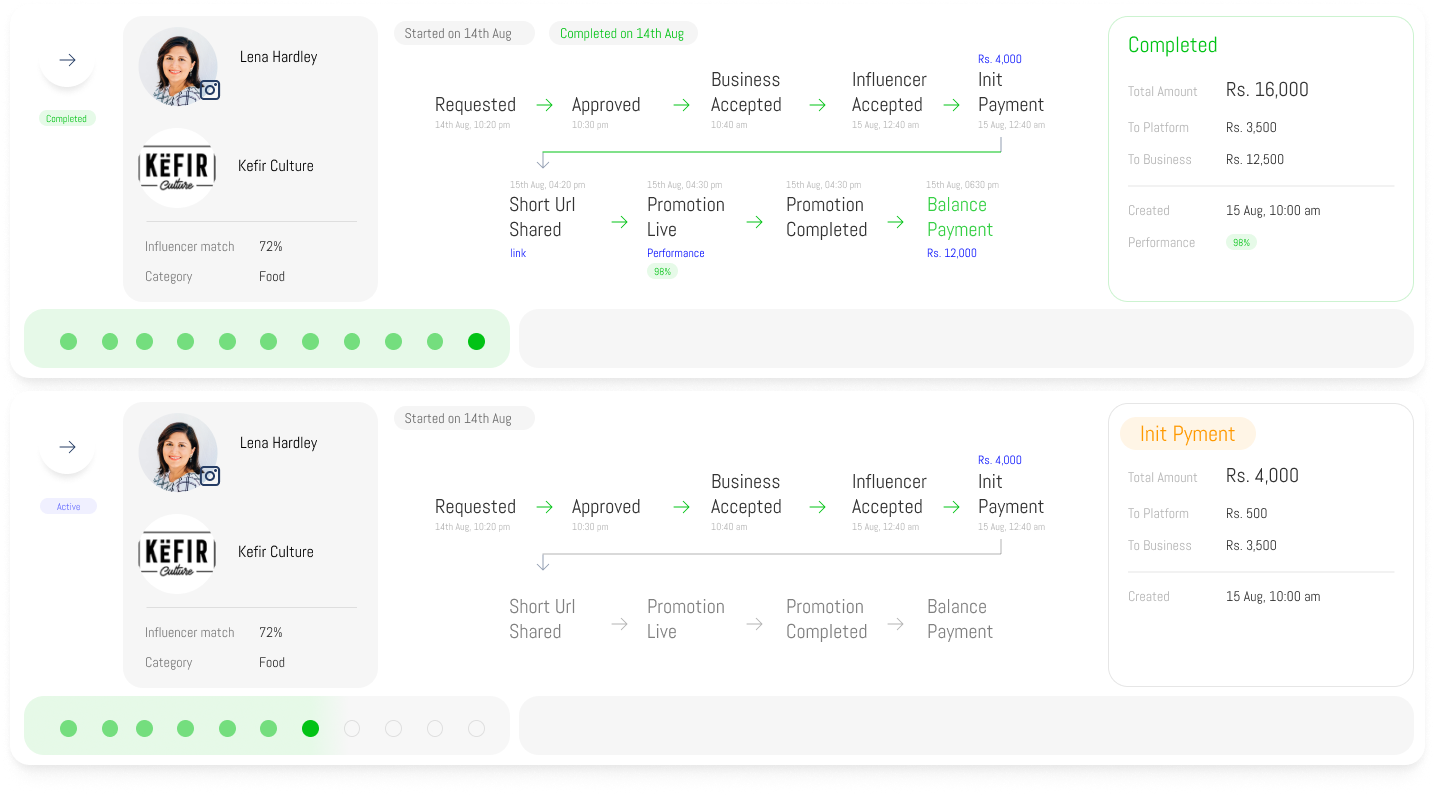 Completed
Lena Hardley
KËFIR
Culture
Kefir Culture
Influencer match 72%
Category Food
Started on 14th Aug
Completed on 14th Aug
Rs. 4,000
Requested
14th Aug, 10:20 pm
Approved
10:30 pm
Business
Accepted
10:40 am
Influencer
Accepted
15 Aug, 12:40 am
Init
Payment
15 Aug, 12:40 am
15th Aug, 04:20 pm
Short Url
Shared
link
15th Aug, 04:30 pm
Promotion
Live
Performance
98%
15th Aug, 04:30 pm
Promotion
Completed
15th Aug, 0630 pm
Balance
Payment
Rs. 12,000
Completed
Total Amount Rs. 16,000
To Platform Rs. 3,500
To Business Rs. 12,500
Created 15 Aug, 10:00 am
Performance 98%
Active
Lena Hardley
KËFIR
Culture
Kefir Culture
Influencer match 72%
Category Food
Started on 14th Aug
Rs. 4,000
Requested
14th Aug, 10:20 pm
Approved
10:30 pm
Business
Accepted
10:40 am
Influencer
Accepted
15 Aug, 12:40 am
Init
Payment
15 Aug, 12:40 am
Short Url
Shared
Promotion
Live
Promotion
Completed
Balance
Payment
Init Pyment
Total Amount Rs. 4,000
To Platform Rs. 500
To Business Rs. 3,500
Created 15 Aug, 10:00 am